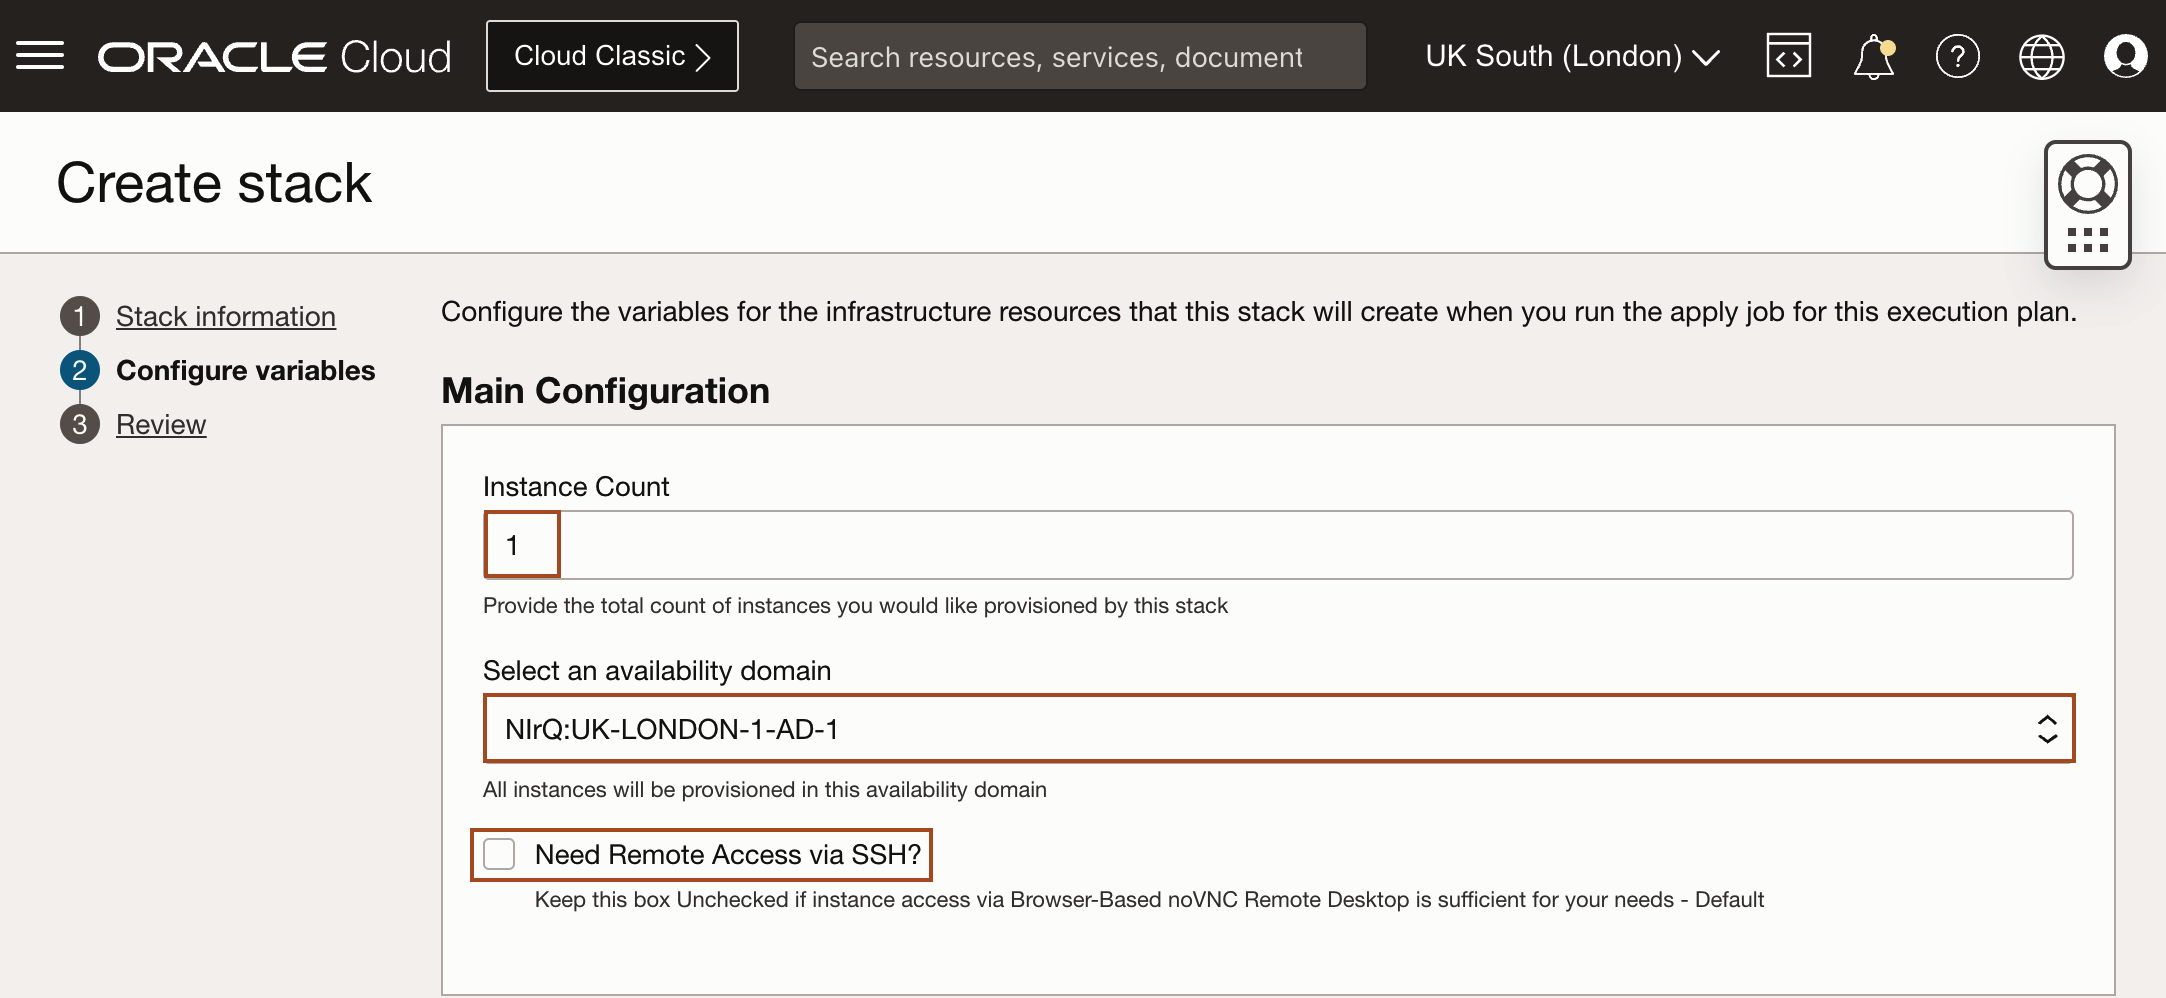 ORACLE Cloud
Cloud Classic
Search resources, services, document
UK South (London)
Create stack
1 Stack information
2 Configure variables
3 Review
Configure the variables for the infrastructure resources that this stack will create when you run the apply job for this execution plan.
Main Configuration
Instance Count
1
Provide the total count of instances you would like provisioned by this stack
Select an availability domain
NIrQ:UK-LONDON-1-AD-1
All instances will be provisioned in this availability domain
Need Remote Access via SSH?
Keep this box Unchecked if instance access via Browser-Based noVNC Remote Desktop is sufficient for your needs - Default